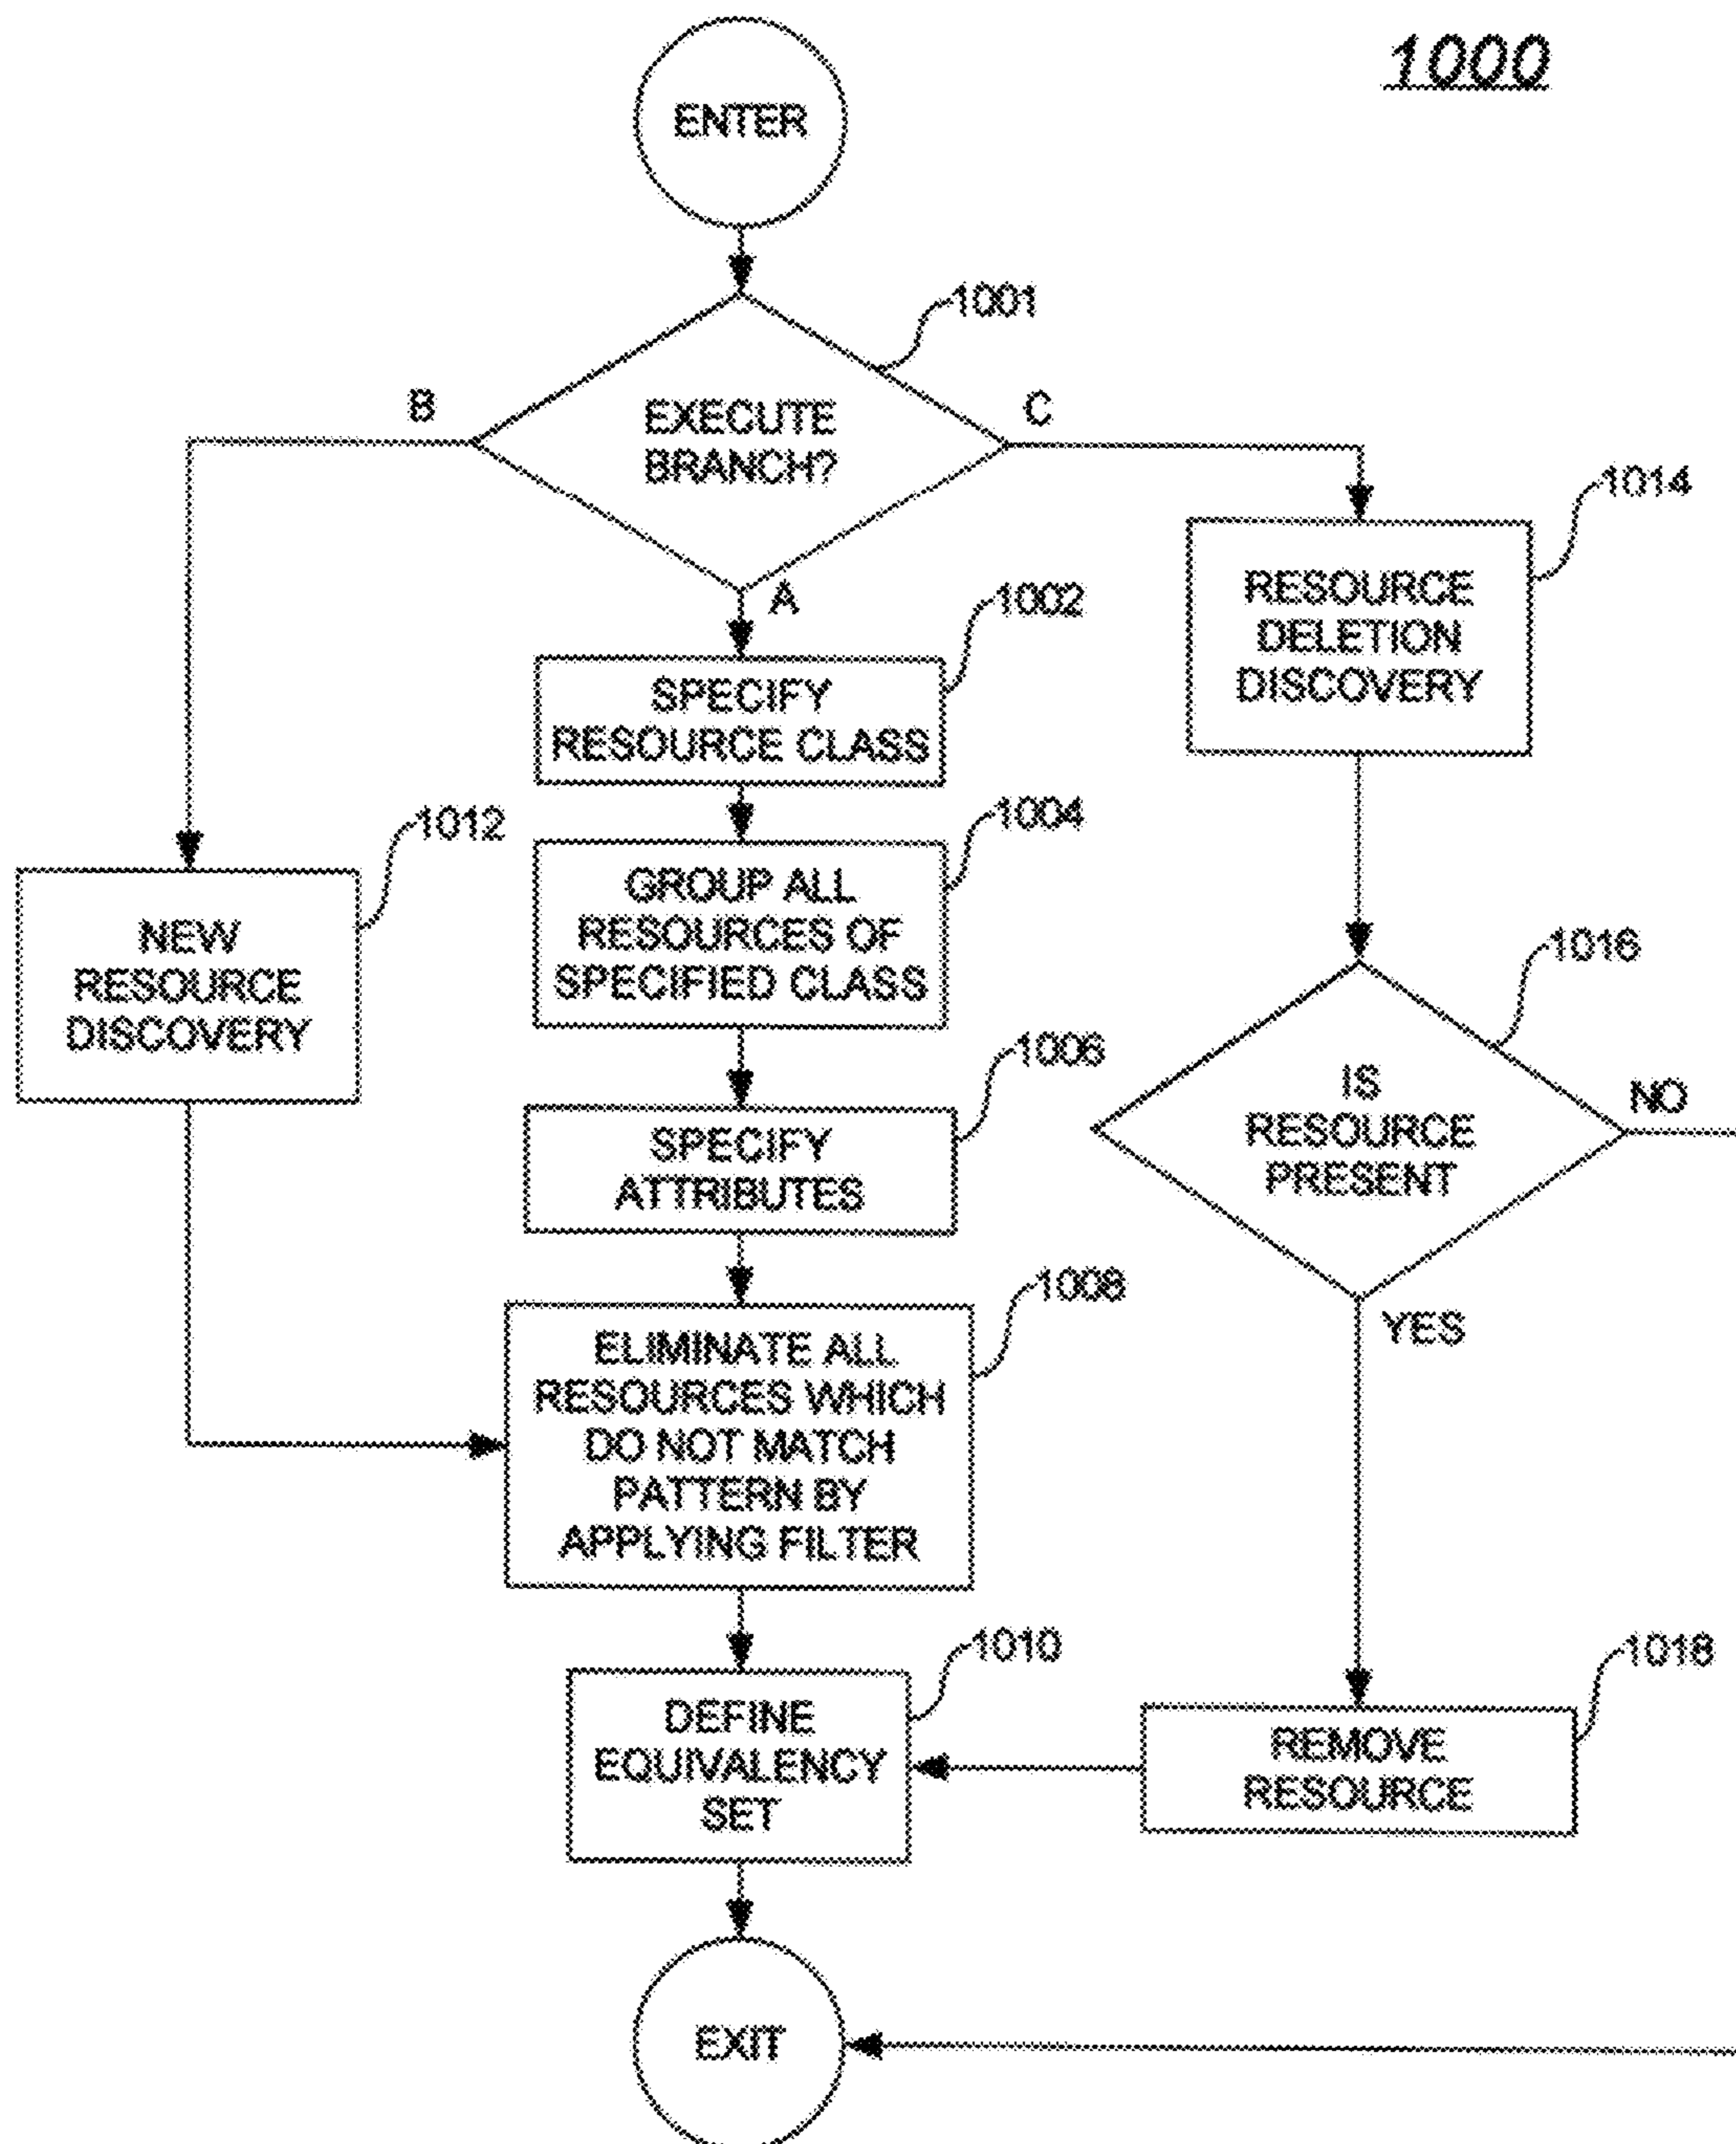 1000
ENTER
1001
B
EXECUTE
BRANCH?
C
1014
A
1002
SPECIFY
RESOURCE CLASS
RESOURCE
DELETION
DISCOVERY
1012
1004
NEW
RESOURCE
DISCOVERY
GROUP ALL
RESOURCES OF
SPECIFIED CLASS
1016
1006
SPECIFY
ATTRIBUTES
IS
RESOURCE
PRESENT
NO
YES
1008
ELIMINATE ALL
RESOURCES WHICH
DO NOT MATCH
PATTERN BY
APPLYING FILTER
1010
DEFINE
EQUIVALENCY
SET
1018
REMOVE
RESOURCE
EXIT